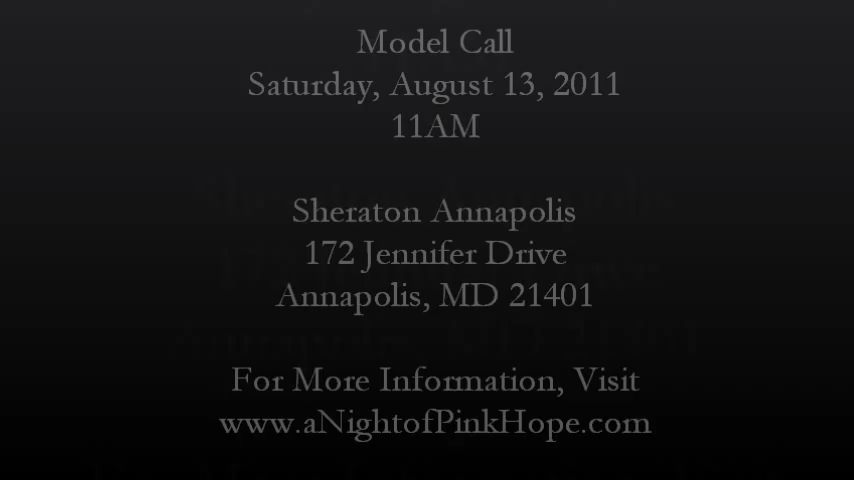 Model Call
Saturday, August 13, 2011
11AM
Sheraton Annapolis
172 Jennifer Drive
Annapolis, MD 21401
For More Information, Visit
www.aNightofPinkHope.com